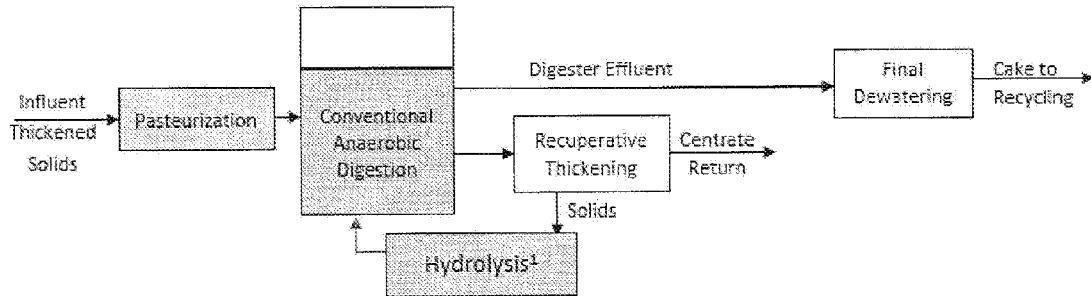 Influent
Thickened
Solids
Pasteurization
Conventional
Anaerobic
Digestion
Digester Effluent
Final
Dewatering
Cake to
Recycling
Recuperative
Thickening
Centrate
Return
Solids
Hydrolysis¹